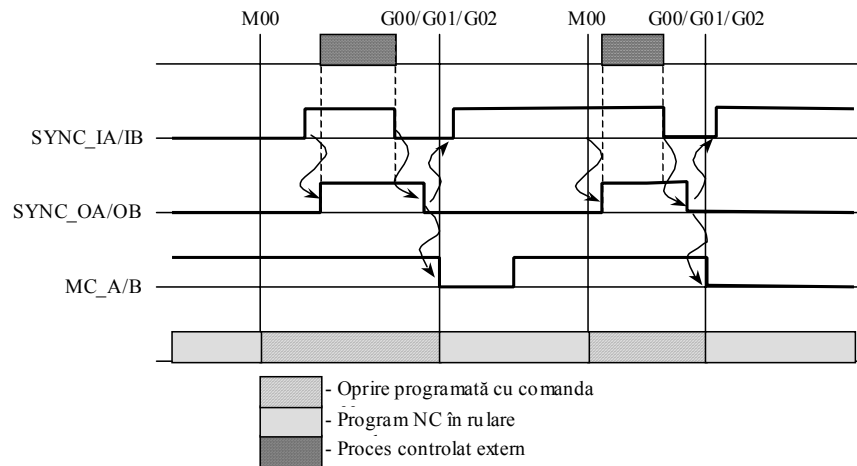 M00 G00/G01/G02 M00 G00/G01/G02
SYNC_IA/IB
SYNC_OA/OB
MC_A/B
- Oprire programată cu comanda
- Program NC în rulare
- Proces controlat extern